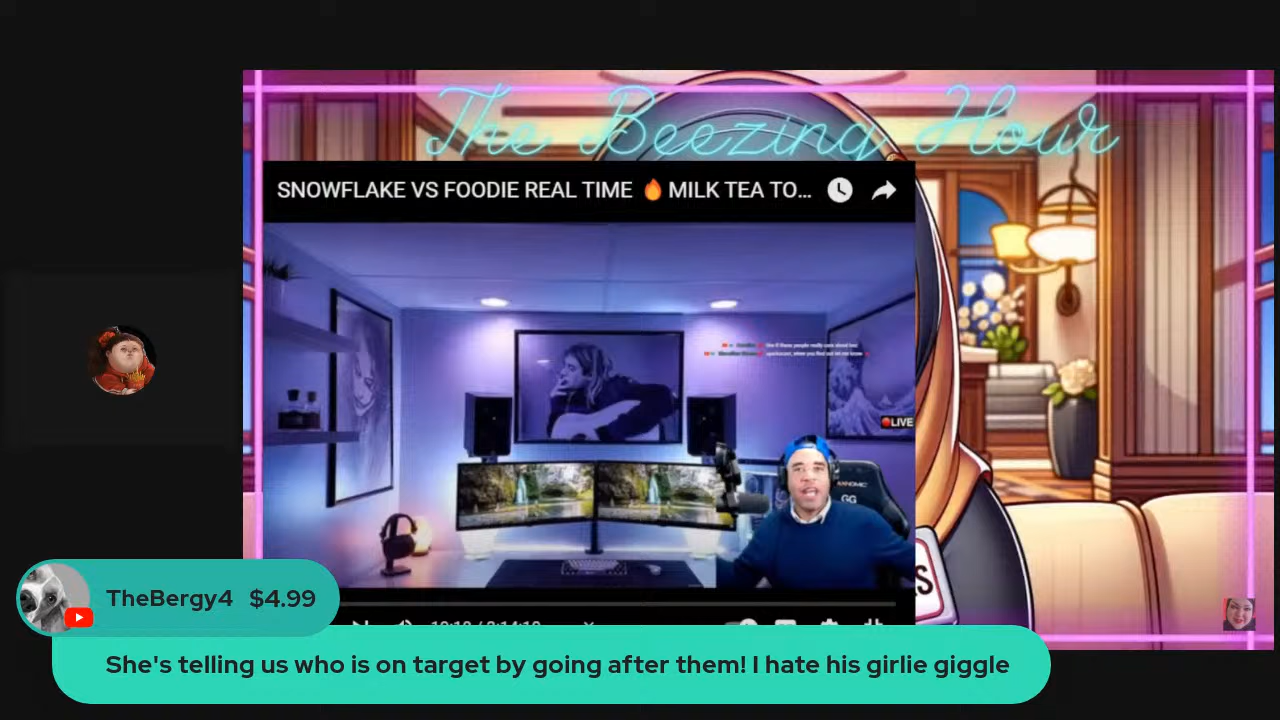 The Beezing Hour
SNOWFLAKE VS FOODIE REAL TIME 🔥 MILK TEA TO...
LIVE
GG
TheBergy4 $4.99
She's telling us who is on target by going after them! I hate his girlie giggle